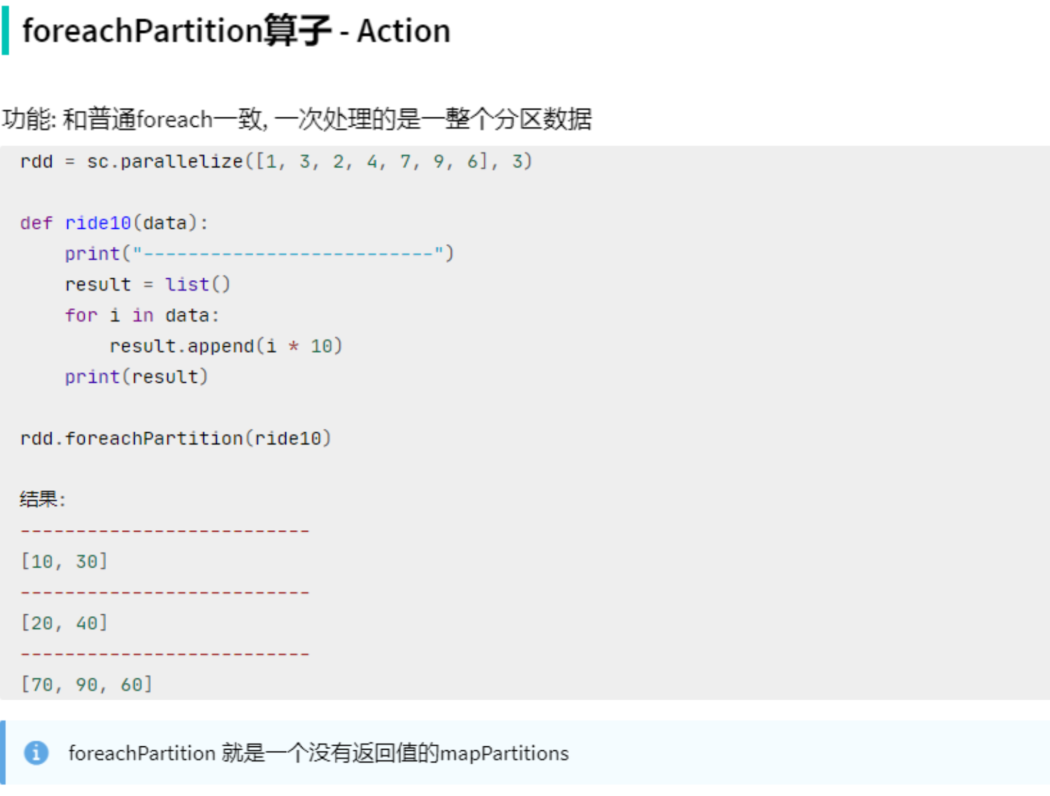 foreachPartition算子 - Action
功能: 和普通foreach一致, 一次处理的是一整个分区数据
rdd = sc.parallelize([1, 3, 2, 4, 7, 9, 6], 3)
def ride10(data):
    print("--------------------------")
    result = list()
    for i in data:
        result.append(i * 10)
    print(result)
rdd.foreachPartition(ride10)
结果:
--------------------------
[10, 30]
--------------------------
[20, 40]
--------------------------
[70, 90, 60]
foreachPartition 就是一个没有返回值的mapPartitions